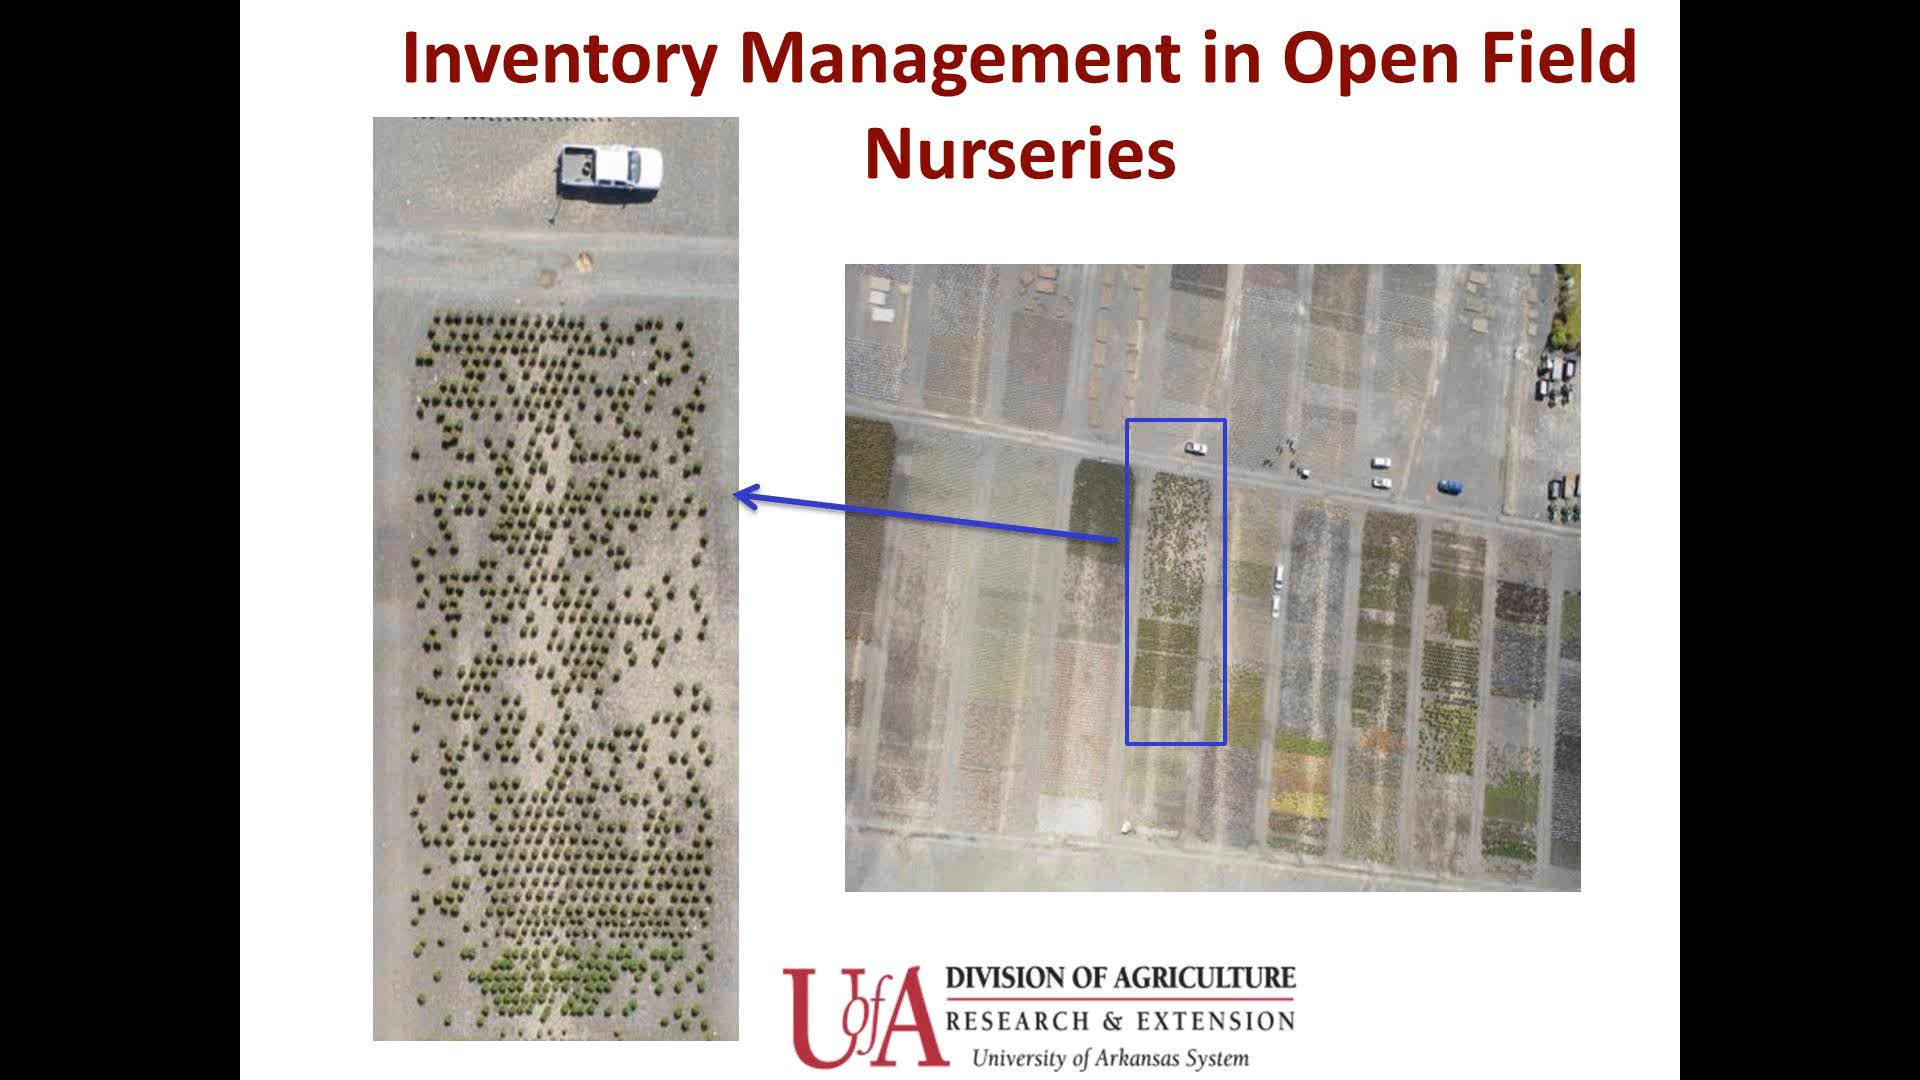 Inventory Management in Open Field
Nurseries
UofA
DIVISION OF AGRICULTURE
RESEARCH & EXTENSION
University of Arkansas System